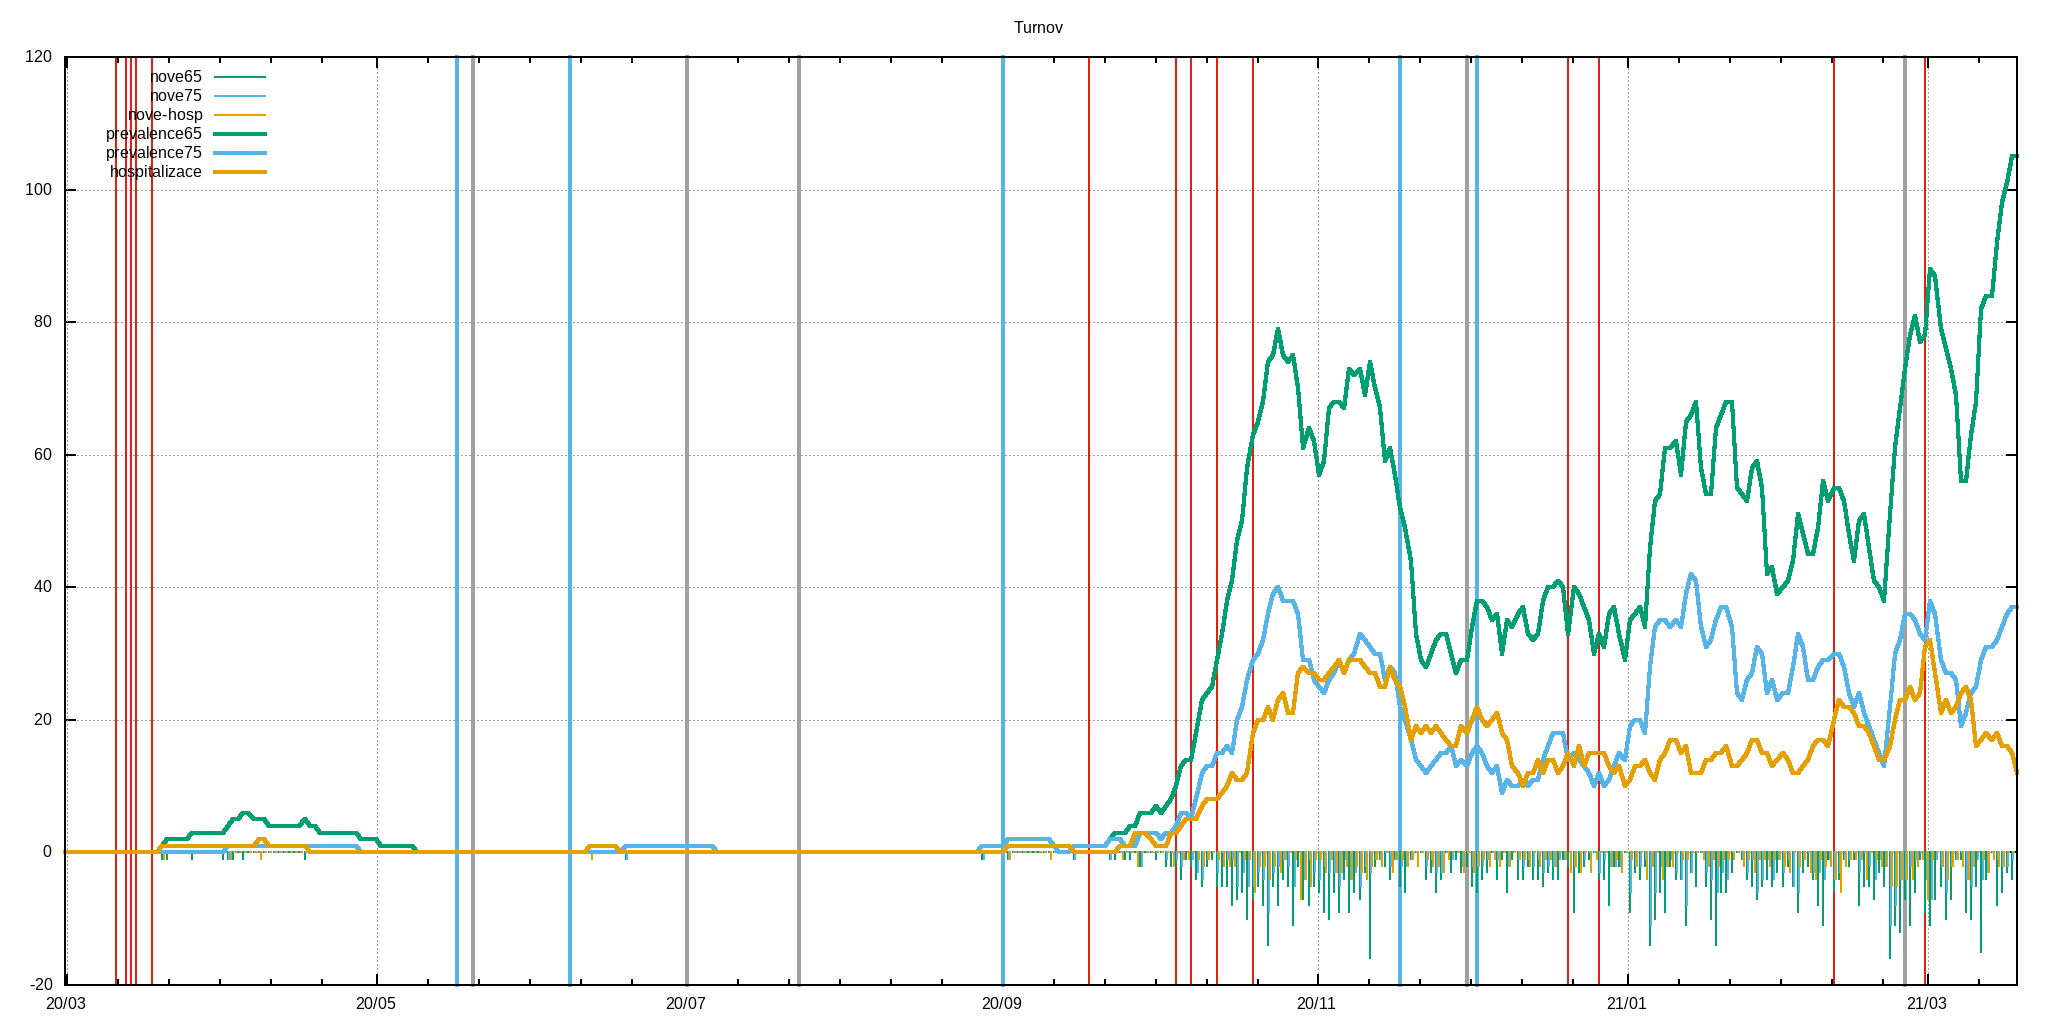 Turnov
120
100
80
60
40
20
0
-20
nove65
nove75
nove-hosp
prevalence65
prevalence75
hospitalizace
20/03 20/05 20/07 20/09 20/11 21/01 21/03